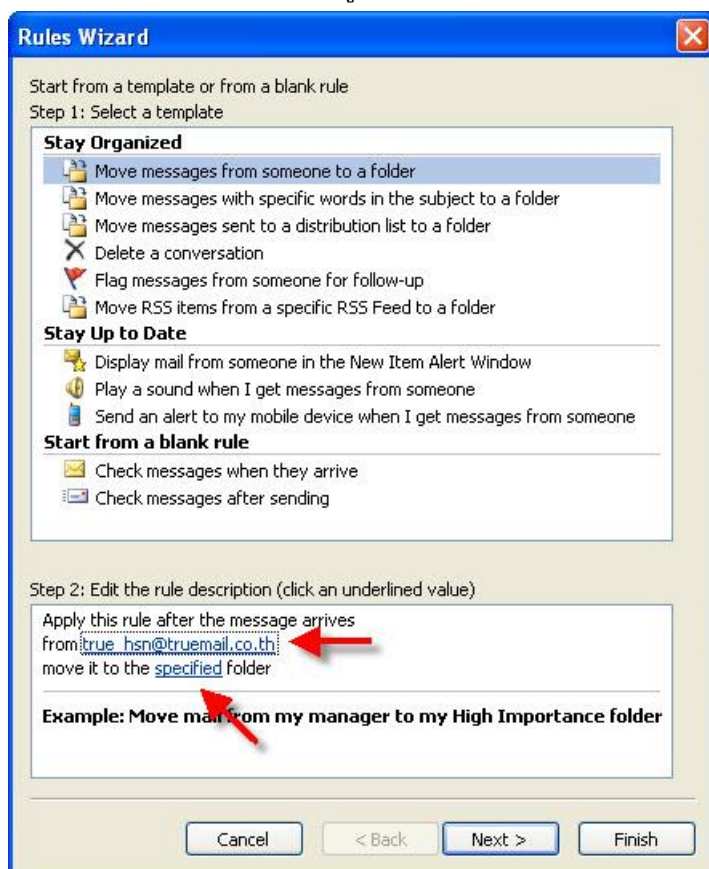 Rules Wizard
Start from a template or from a blank rule
Step 1: Select a template
Stay Organized
Move messages from someone to a folder
Move messages with specific words in the subject to a folder
Move messages sent to a distribution list to a folder
Delete a conversation
Flag messages from someone for follow-up
Move RSS items from a specific RSS Feed to a folder
Stay Up to Date
Display mail from someone in the New Item Alert Window
Play a sound when I get messages from someone
Send an alert to my mobile device when I get messages from someone
Start from a blank rule
Check messages when they arrive
Check messages after sending
Step 2: Edit the rule description (click an underlined value)
Apply this rule after the message arrives
from true_hsn@truemail.co.th
move it to the specified folder
Example: Move mail from my manager to my High Importance folder
Cancel
< Back
Next >
Finish